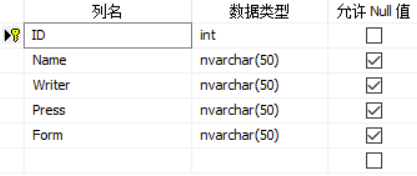 列名 数据类型 允许 Null 值
ID int
Name nvarchar(50)
Writer nvarchar(50)
Press nvarchar(50)
Form nvarchar(50)